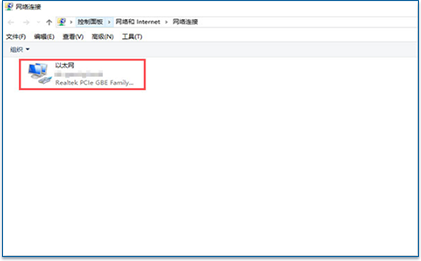 网络连接
控制面板 > 网络和 Internet > 网络连接
文件(F) 编辑(E) 查看(V) 高级(N) 工具(T)
组织
以太网
Realtek PCIe GBE Family...